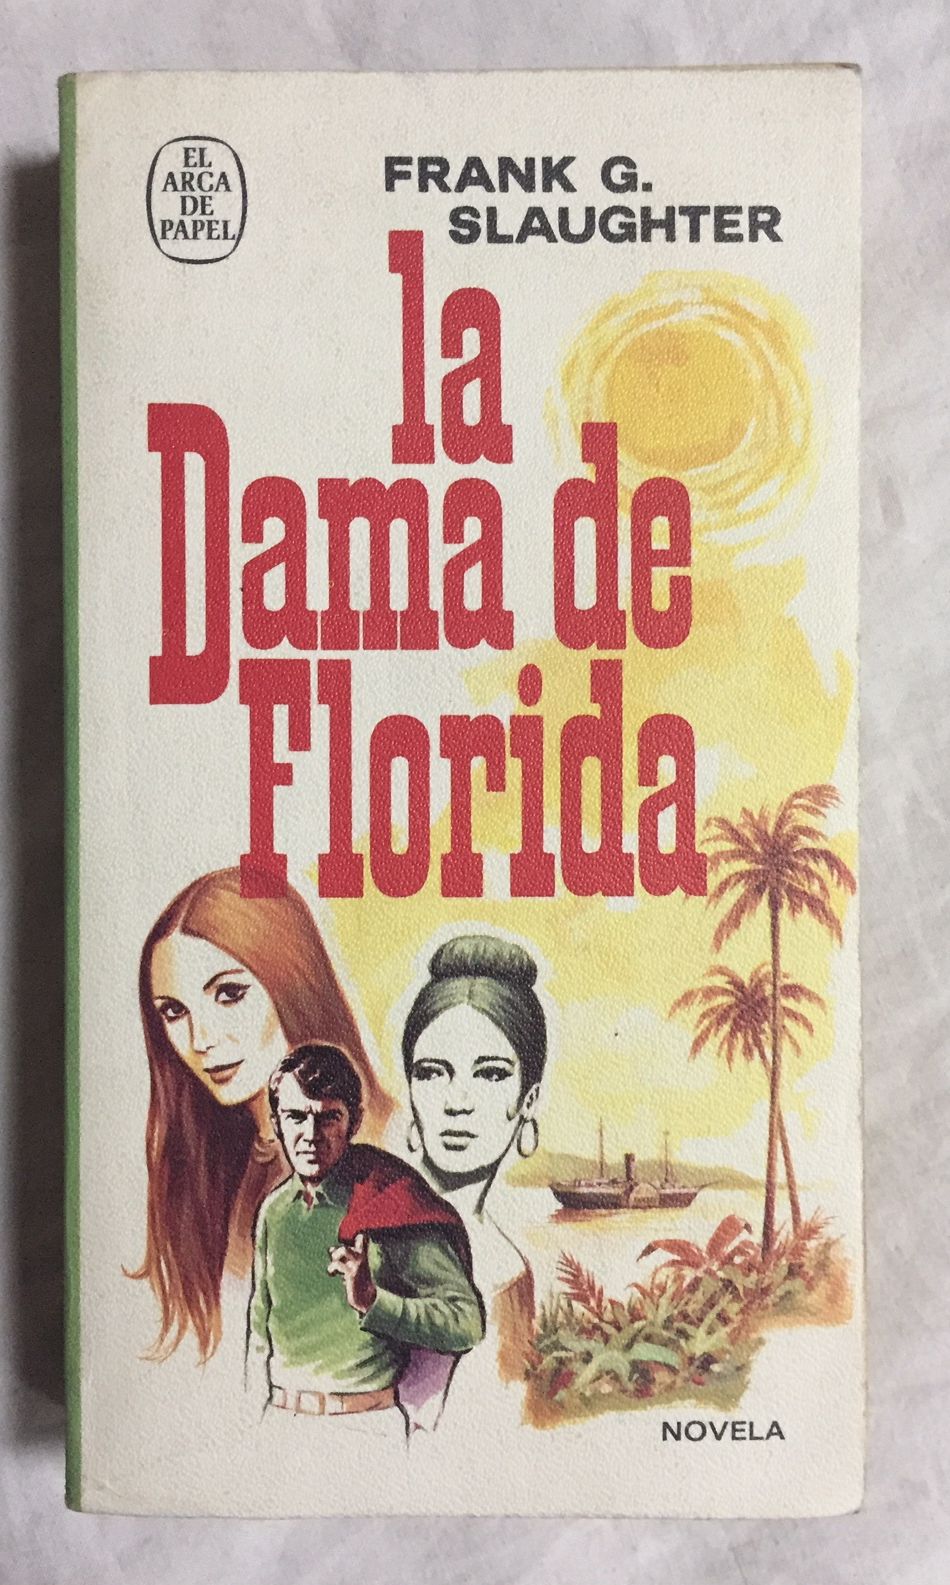 EL
ARCA
DE
PAPEL
FRANK G.
SLAUGHTER
la
Dama de
Florida
NOVELA